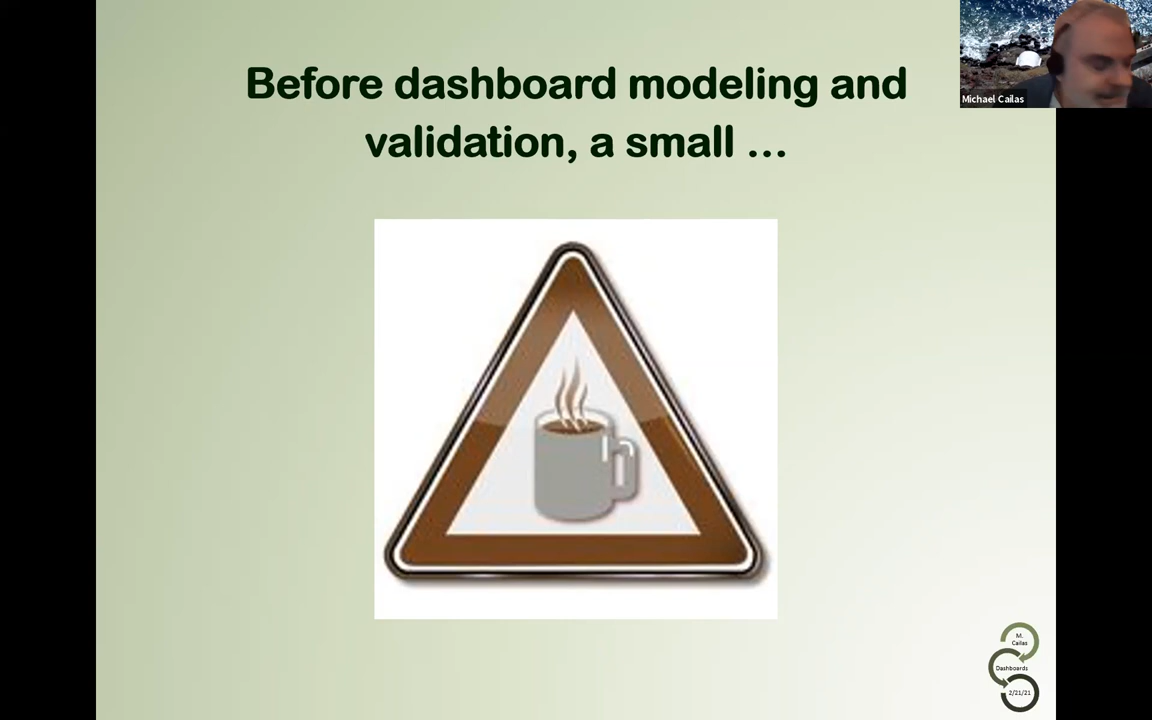 Before dashboard modeling and
validation, a small ...
Michael Cailas
M.
Cailas
Dashboards
2/21/21